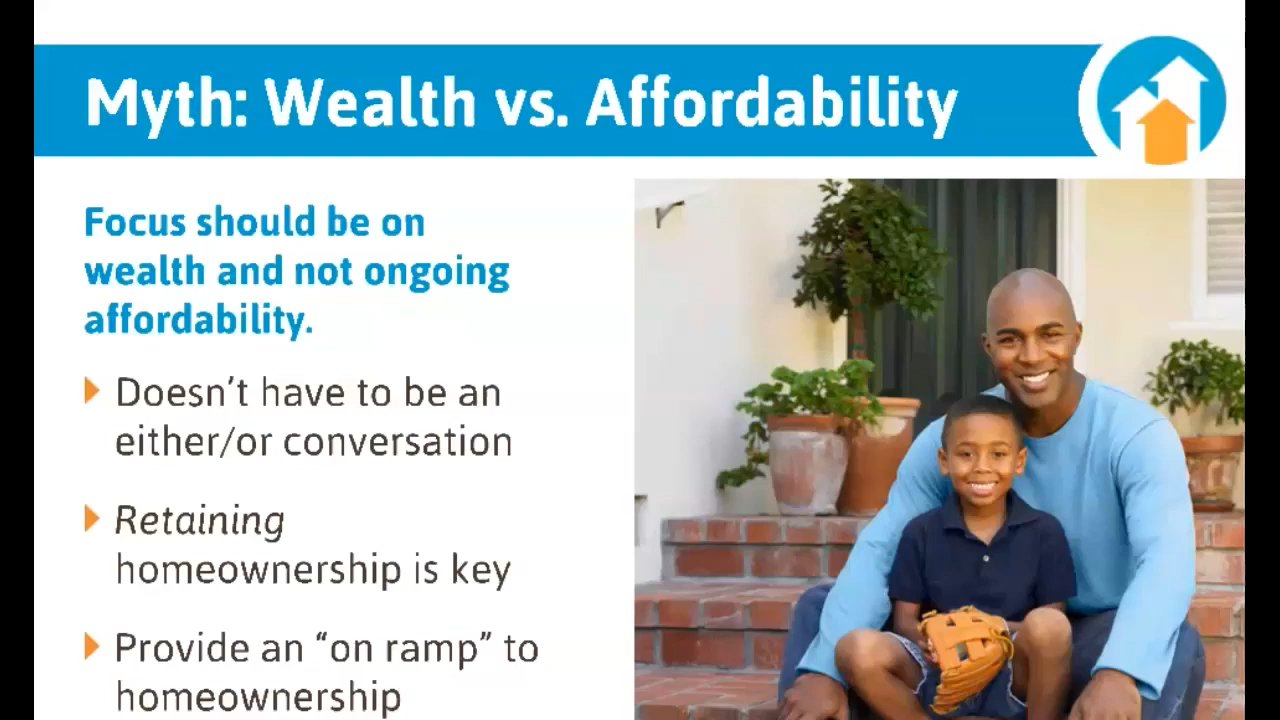 Myth: Wealth vs. Affordability
Focus should be on
wealth and not ongoing
affordability.
Doesn't have to be an
either/or conversation
Retaining
homeownership is key
Provide an “on ramp” to
homeownership